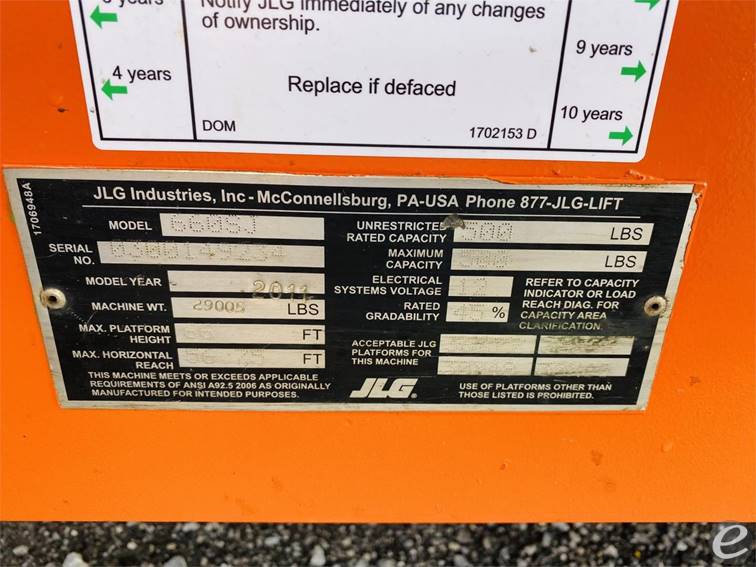 Notify JLG immediately of any changes
of ownership.
4 years
9 years
Replace if defaced
10 years
DOM
1702153 D
1706948A
JLG Industries, Inc - McConnellsburg, PA-USA Phone 877-JLG-LIFT
MODEL 660SJ
SERIAL NO. 0300149234
MODEL YEAR 2011
MACHINE WT. 29005 LBS
MAX. PLATFORM HEIGHT FT
MAX. HORIZONTAL REACH FT
UNRESTRICTED RATED CAPACITY 500 LBS
MAXIMUM CAPACITY LBS
ELECTRICAL SYSTEMS VOLTAGE 12
RATED GRADABILITY 45 %
REFER TO CAPACITY
INDICATOR OR LOAD
REACH DIAG. FOR
CAPACITY AREA
CLARIFICATION.
ACCEPTABLE JLG
PLATFORMS FOR
THIS MACHINE
THIS MACHINE MEETS OR EXCEEDS APPLICABLE
REQUIREMENTS OF ANSI A92.5 2006 AS ORIGINALLY
MANUFACTURED FOR INTENDED PURPOSES.
JLG®
USE OF PLATFORMS OTHER THAN
THOSE LISTED IS PROHIBITED.
e